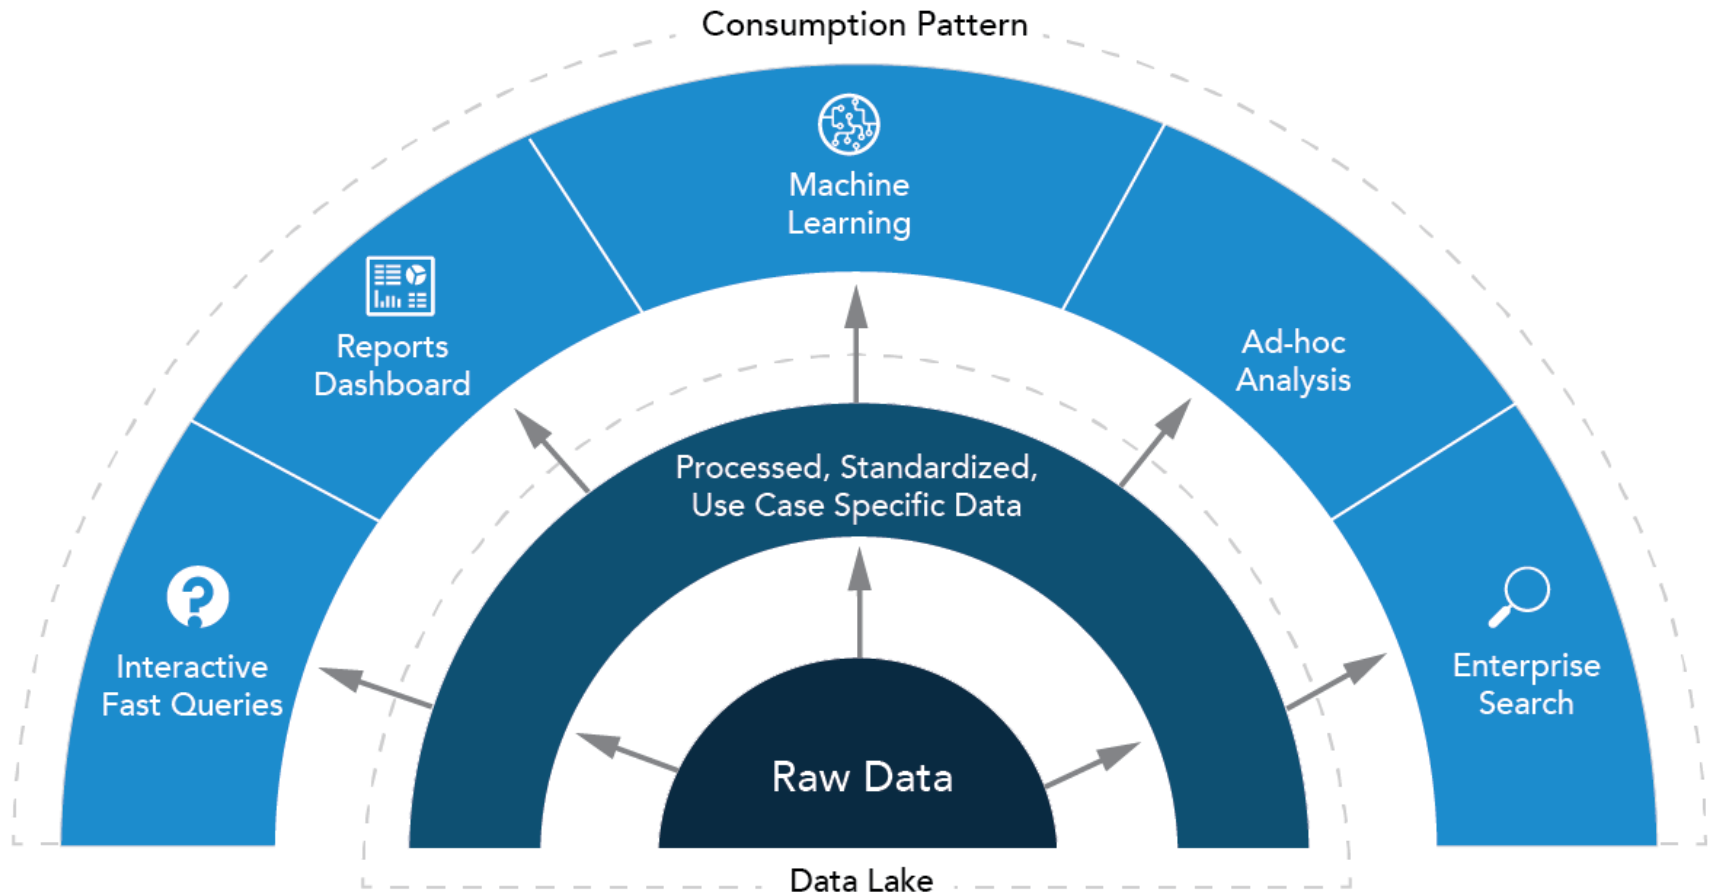 Consumption Pattern
Machine
Learning
Reports
Dashboard
Ad-hoc
Analysis
Processed, Standardized,
Use Case Specific Data
Interactive
Fast Queries
Enterprise
Search
Raw Data
Data Lake